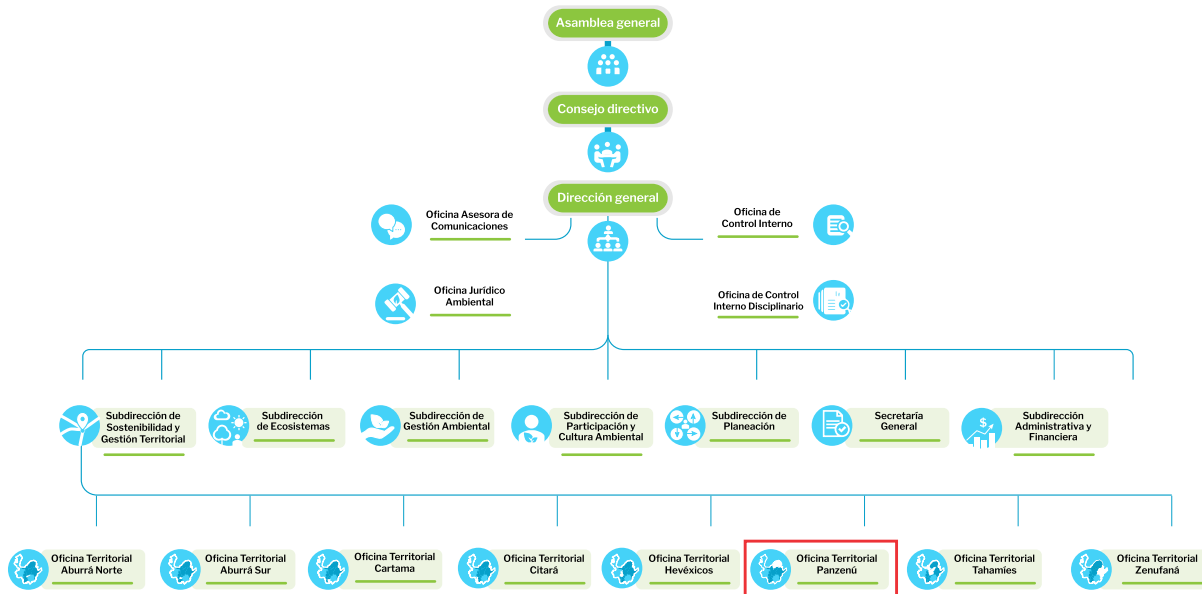 Asamblea general
Consejo directivo
Dirección general
Oficina Asesora de
Comunicaciones
Oficina de
Control Interno
Oficina Jurídico
Ambiental
Oficina de Control
Interno Disciplinario
Subdirección de
Sostenibilidad y
Gestión Territorial
Subdirección
de Ecosistemas
Subdirección de
Gestión Ambiental
Subdirección de
Participación y
Cultura Ambiental
Subdirección de
Planeación
Secretaría
General
$
Subdirección
Administrativa y
Financiera
Oficina Territorial
Aburrá Norte
Oficina Territorial
Aburrá Sur
Oficina Territorial
Cartama
Oficina Territorial
Citará
Oficina Territorial
Hevéxicos
Oficina Territorial
Panzenú
Oficina Territorial
Tahamíes
Oficina Territorial
Zenufaná